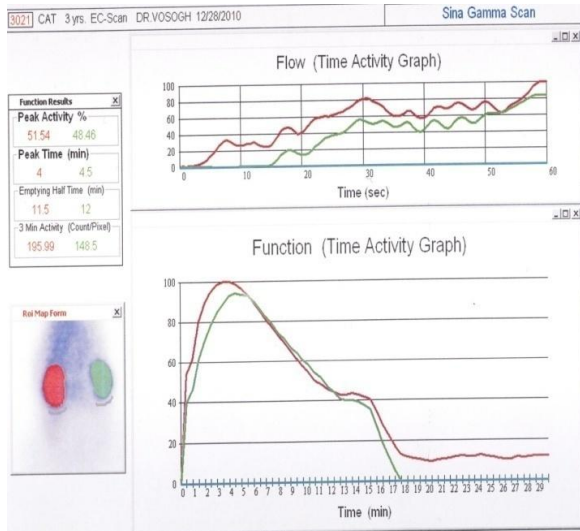 3021 CAT 3 yrs. EC-Scan DR.VOSOGH 12/28/2010
Sina Gamma Scan
Flow (Time Activity Graph)
100
80
60
40
20
0
0 10 20 30 40 50 60
Time (sec)
Function Results X
Peak Activity %
51.54 48.46
Peak Time (min)
4 4.5
Emptying Half Time (min)
11.5 12
3 Min Activity (Count/Pixel)
195.99 148.5
Function (Time Activity Graph)
100
80
60
40
20
0 1 2 3 4 5 6 7 8 9 10 11 12 13 14 15 16 17 18 19 20 21 22 23 24 25 26 27 28 29
Time (min)
Roi Map Form X